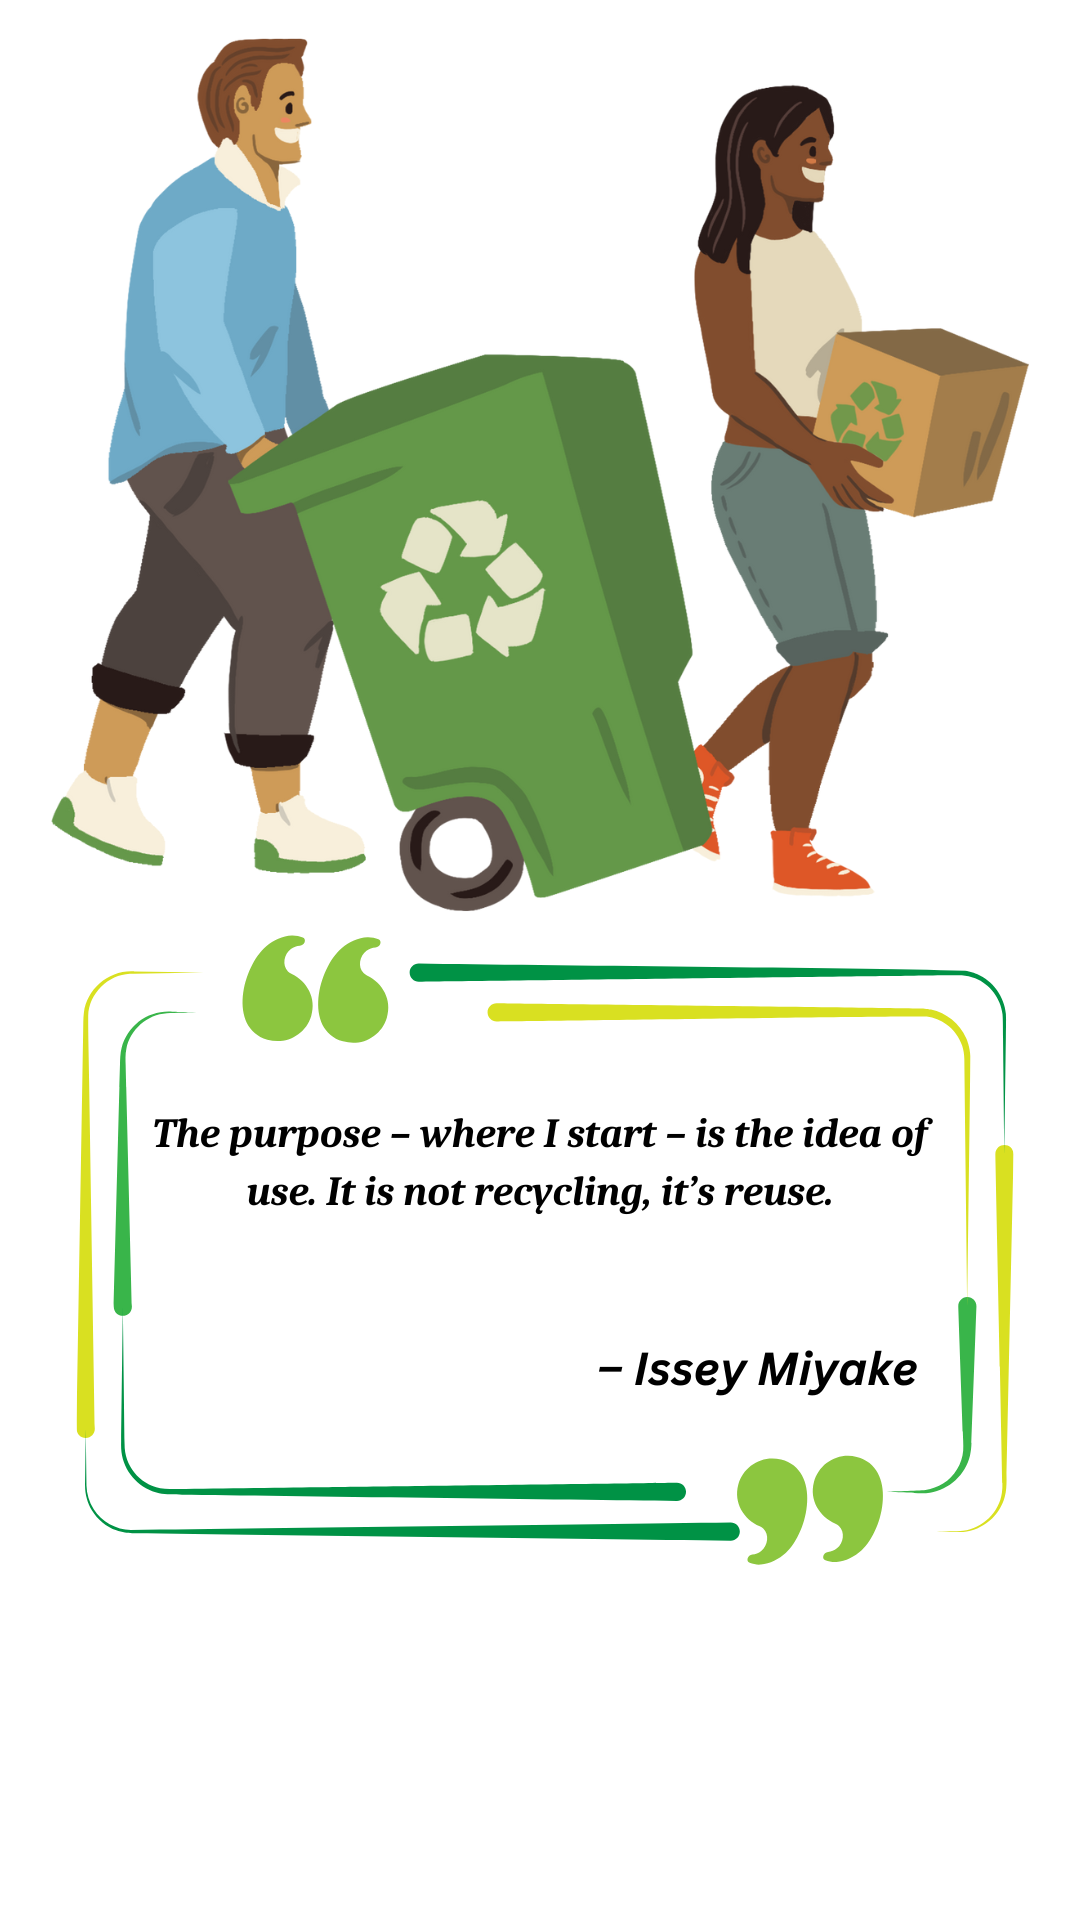 The purpose – where I start – is the idea of
use. It is not recycling, it’s reuse.
– Issey Miyake